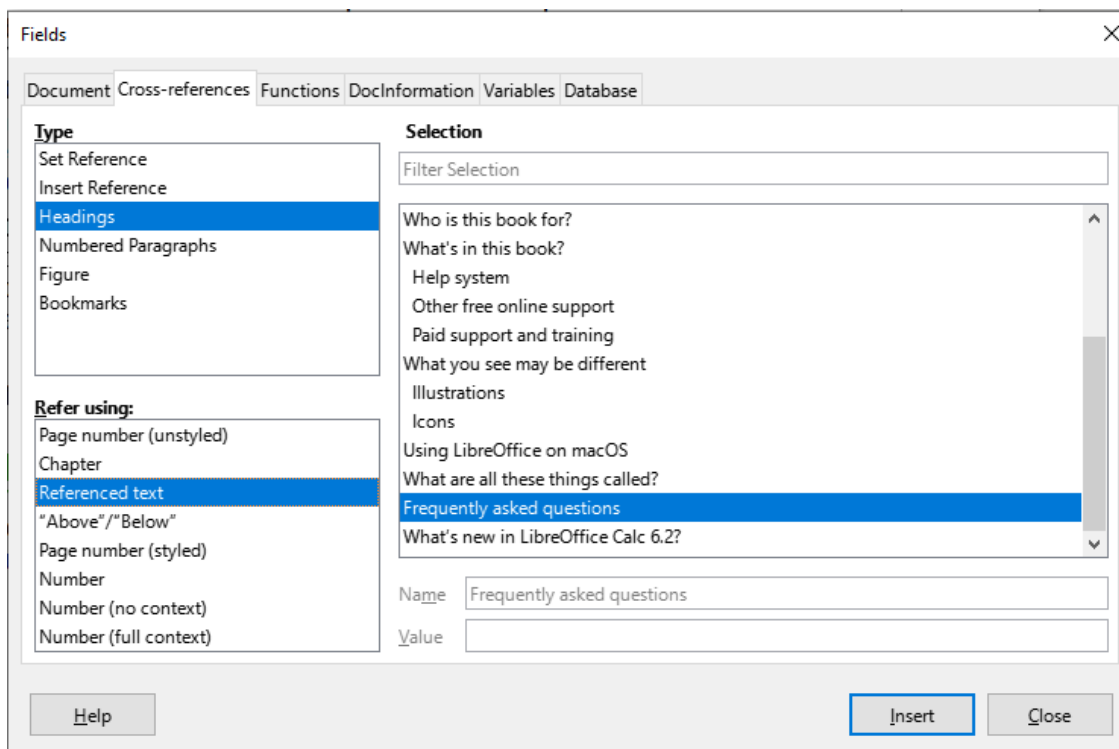 Fields
Document Cross-references Functions DocInformation Variables Database
Type
Set Reference
Insert Reference
Headings
Numbered Paragraphs
Figure
Bookmarks
Refer using:
Page number (unstyled)
Chapter
Referenced text
“Above”/“Below”
Page number (styled)
Number
Number (no context)
Number (full context)
Selection
Filter Selection
Who is this book for?
What's in this book?
Help system
Other free online support
Paid support and training
What you see may be different
Illustrations
Icons
Using LibreOffice on macOS
What are all these things called?
Frequently asked questions
What's new in LibreOffice Calc 6.2?
Name Frequently asked questions
Value
Help Insert Close